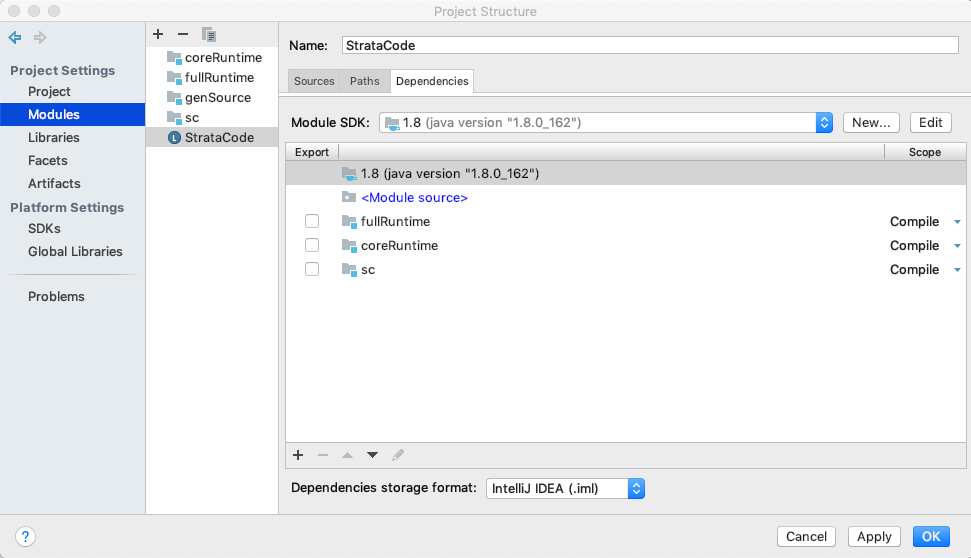 Project Structure
Project Settings
Project
Modules
Libraries
Facets
Artifacts
Platform Settings
SDKs
Global Libraries
Problems
coreRuntime
fullRuntime
genSource
sc
L StrataCode
Name: StrataCode
Sources Paths Dependencies
Module SDK: 1.8 (java version "1.8.0_162") New... Edit
Export Scope
1.8 (java version "1.8.0_162")
<Module source>
fullRuntime Compile
coreRuntime Compile
sc Compile
Dependencies storage format: IntelliJ IDEA (.iml)
? Cancel Apply OK